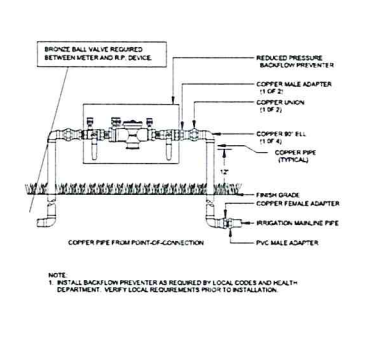 BRONZE BALL VALVE REQUIRED
BETWEEN METER AND R.P. DEVICE.
REDUCED PRESSURE
BACKFLOW PREVENTER
COPPER MALE ADAPTER
(1 OF 2)
COPPER UNION
(1 OF 2)
COPPER 90° ELL
(1 OF 4)
COPPER PIPE
(TYPICAL)
12"
FINISH GRADE
COPPER FEMALE ADAPTER
IRRIGATION MAINLINE PIPE
PVC MALE ADAPTER
COPPER PIPE FROM POINT-OF-CONNECTION
NOTE:
1. INSTALL BACKFLOW PREVENTER AS REQUIRED BY LOCAL CODES AND HEALTH
DEPARTMENT. VERIFY LOCAL REQUIREMENTS PRIOR TO INSTALLATION.